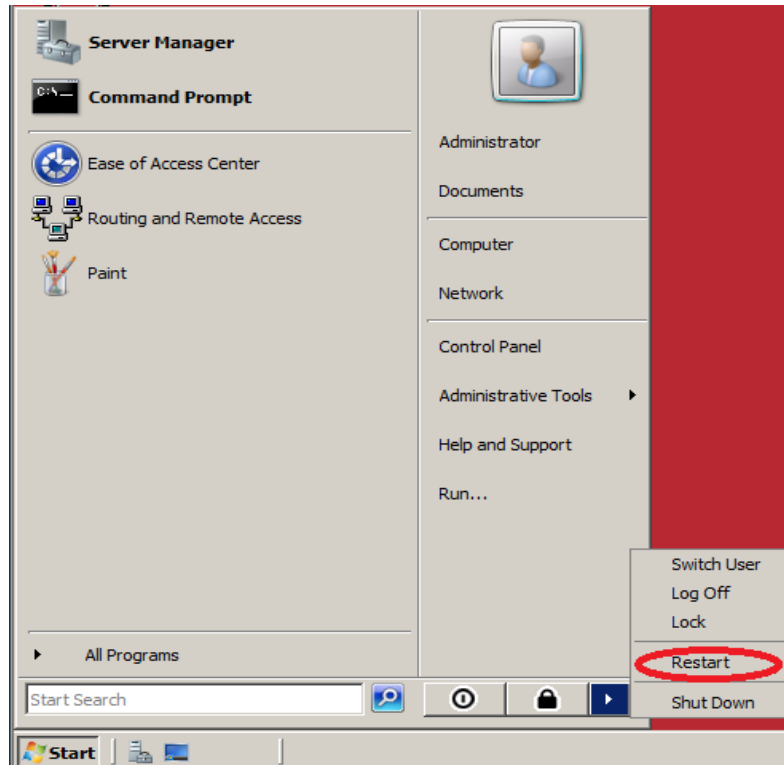 Server Manager
C:\_
Command Prompt
Ease of Access Center
Routing and Remote Access
Paint
All Programs
Start Search
Administrator
Documents
Computer
Network
Control Panel
Administrative Tools
Help and Support
Run...
Switch User
Log Off
Lock
Restart
Shut Down
Start